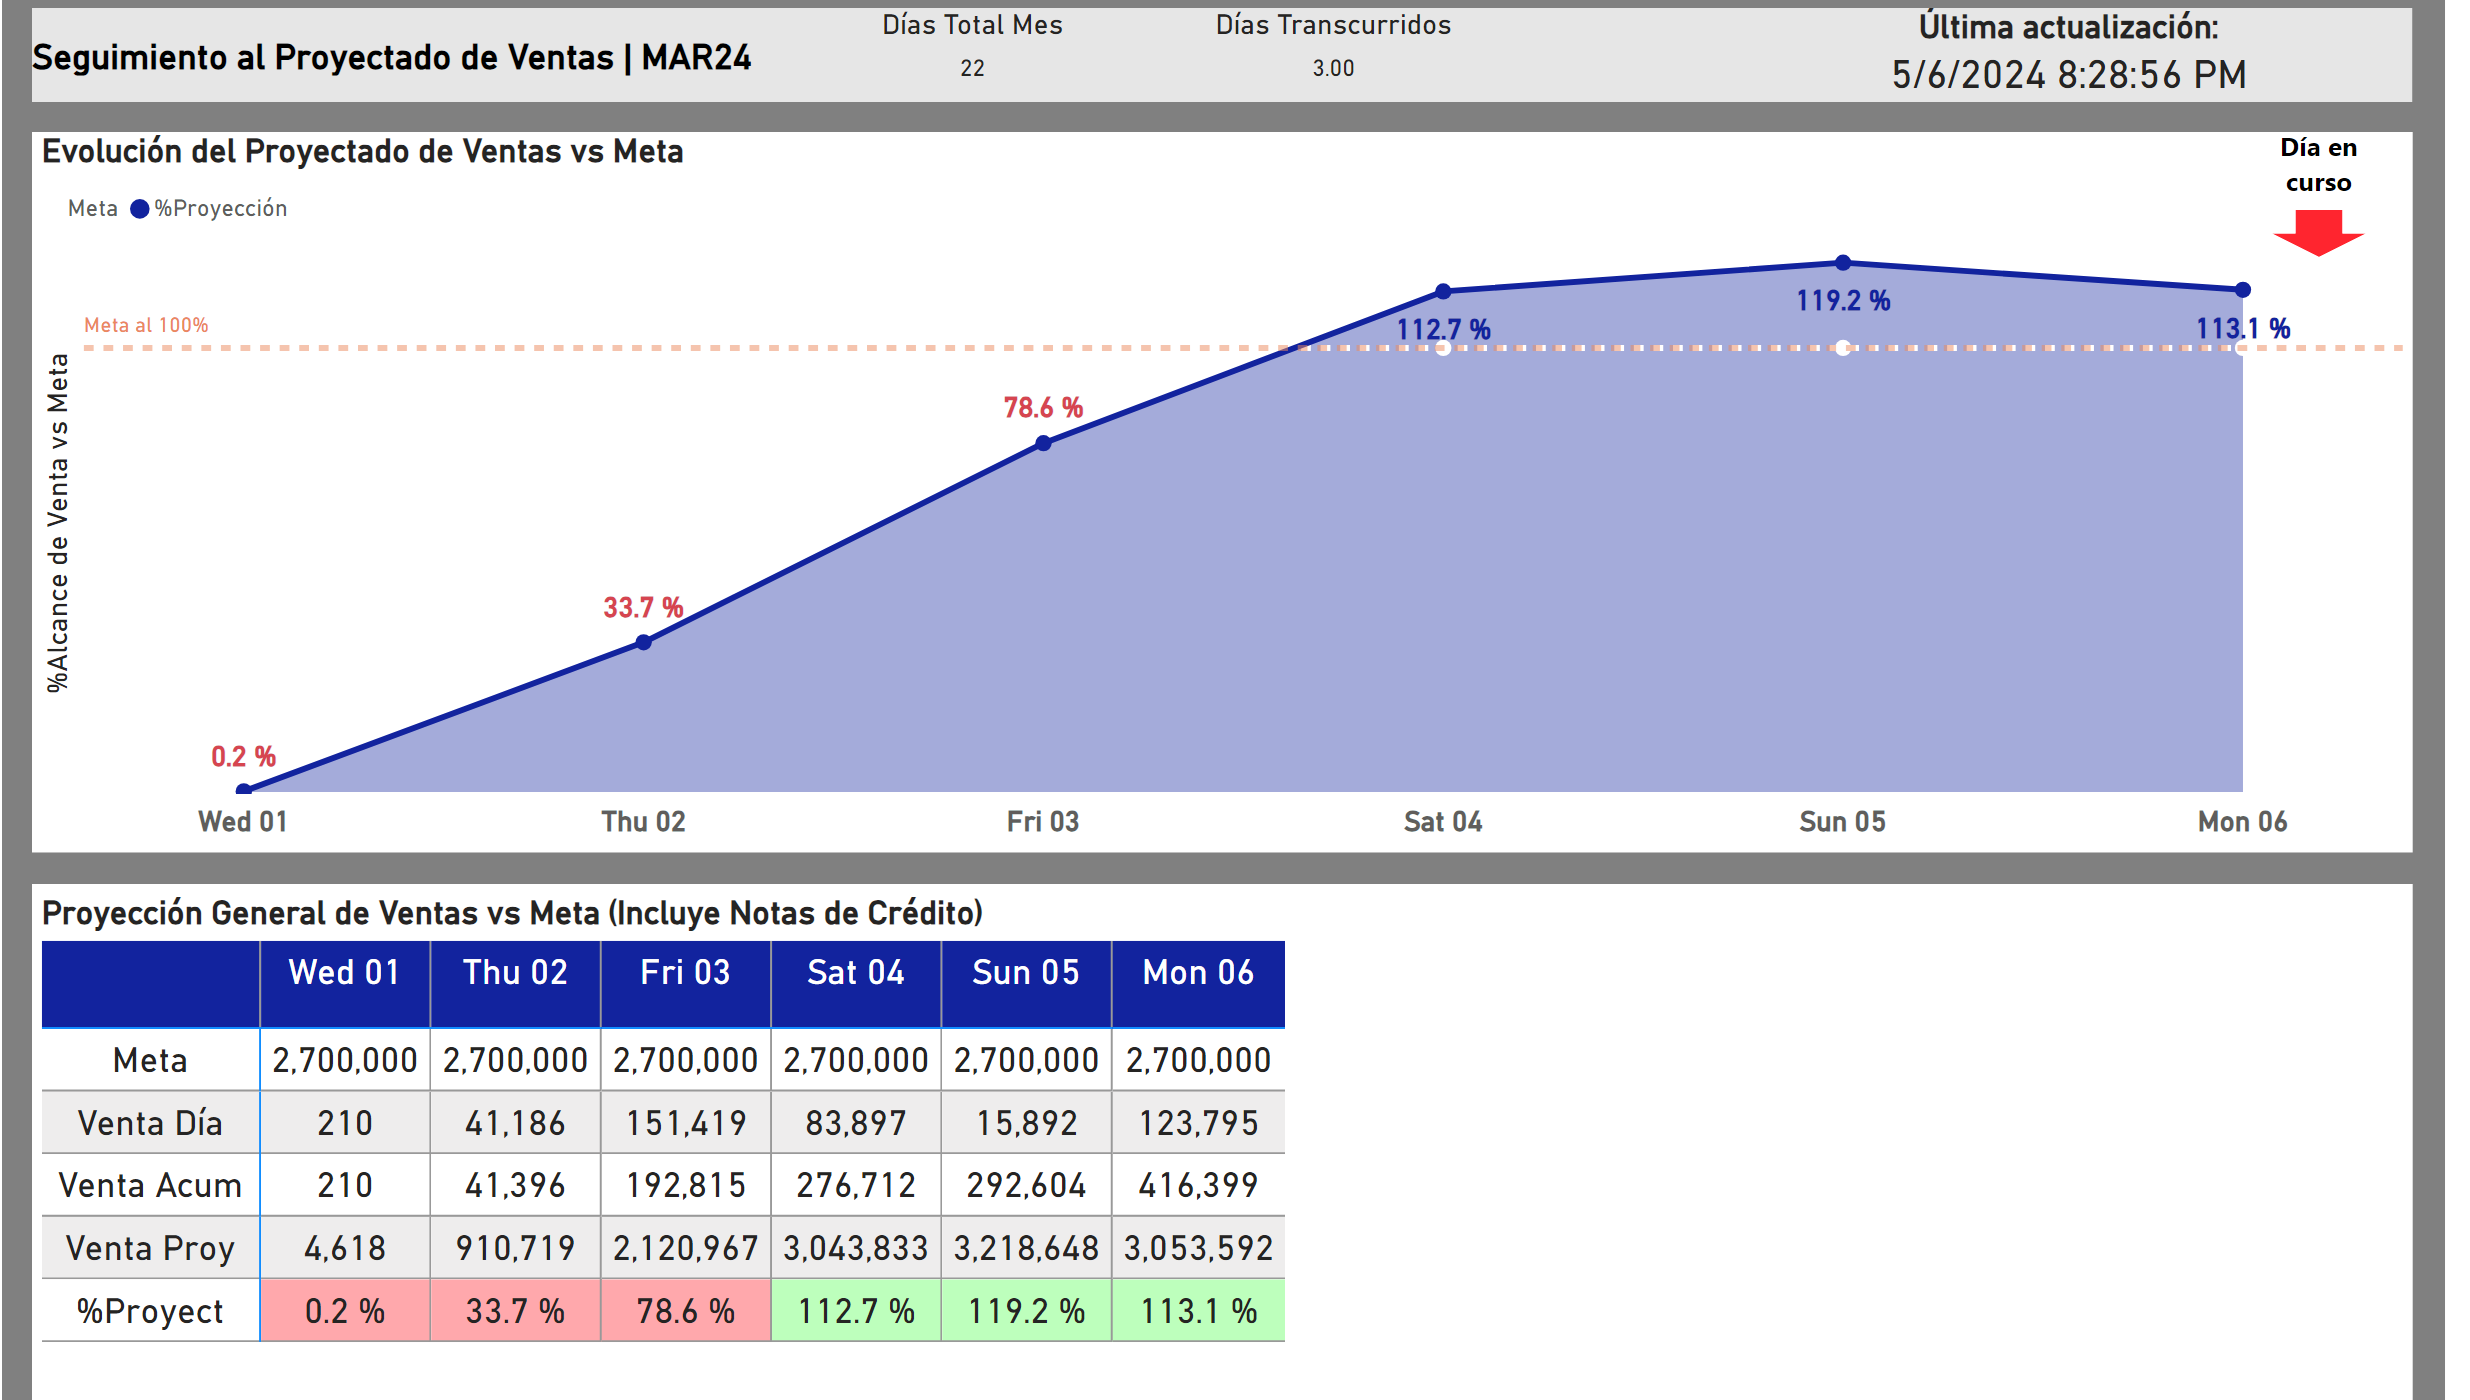 Seguimiento al Proyectado de Ventas | MAR24
Días Total Mes
22
Días Transcurridos
3.00
Última actualización:
5/6/2024 8:28:56 PM
Evolución del Proyectado de Ventas vs Meta
Día en
curso
Meta %Proyección
Meta al 100%
%Alcance de Venta vs Meta
0.2 %
33.7 %
78.6 %
112.7 %
119.2 %
113.1 %
Wed 01 Thu 02 Fri 03 Sat 04 Sun 05 Mon 06
Proyección General de Ventas vs Meta (Incluye Notas de Crédito)
Wed 01 Thu 02 Fri 03 Sat 04 Sun 05 Mon 06
Meta 2,700,000 2,700,000 2,700,000 2,700,000 2,700,000 2,700,000
Venta Día 210 41,186 151,419 83,897 15,892 123,795
Venta Acum 210 41,396 192,815 276,712 292,604 416,399
Venta Proy 4,618 910,719 2,120,967 3,043,833 3,218,648 3,053,592
%Proyect 0.2 % 33.7 % 78.6 % 112.7 % 119.2 % 113.1 %